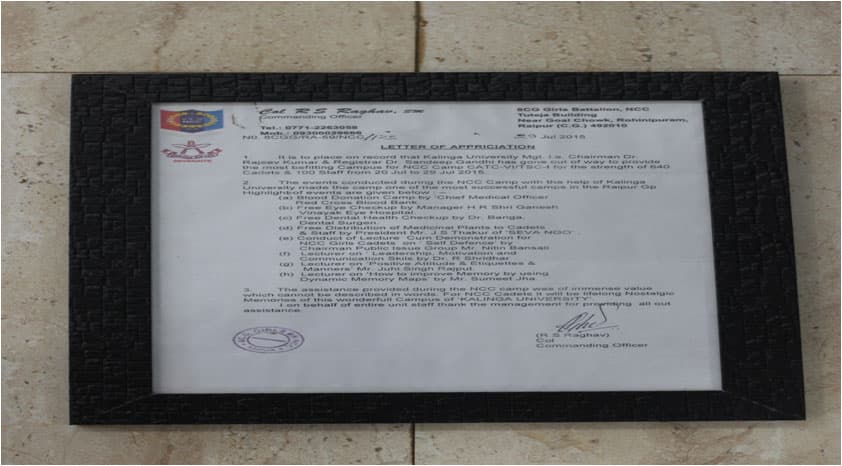 Col R S Raghav, SM
Commanding Officer
Tel.: 0771-2263058
Mob.: 09300039666
8CG Girls Battalion, NCC
Tuteja Building
Near Goal Chowk, Rohinipuram,
Raipur (C.G.) 492010
Jul 2015
LETTER OF APPRICIATION
1. It is to place on record that Kalinga University Mgt. i.e. Chairman Dr.
Rajeev Kumar & Registrar Dr Sandeep Gandhi has gone out of way to provide
the most befitting Campus for NCC Camp CATC-VI/TSC-I for the strength of 640
Cadets & 100 Staff from 20 Jul to 29 Jul 2015.
2. The events conducted during the NCC Camp with the help of Kalinga
University made the camp one of the most successful camps in the Raipur Gp
Highlight of events are given below :-
(a) Blood Donation Camp by 'Chief Medical Officer
Red Cross Blood Bank.
(b) Free Eye Checkup by Manager H R Shri Ganesh
Vinayak Eye Hospital.
(c) Free Dental Health Checkup by Dr. Banga,
Dental Surgen.
(d) Free Distribution of Medicinal Plants to Cadets
& Staff by President Mr. J S Thakur of 'SEVA NGO'.
(e) Conduct of Lecture Cum Demonstration for
NCC Girls Cadets on ' Self Defence' by
Chairman Public Issue Group Mr. Nitin Bansali
(f) Lecturer on ' Leadership, Motivation and
Communication Skills by Dr. R Shridhar.
(g) Lecturer on 'Positive Attitude & Etiquettes &
Manners' Mr. Juhi Singh Rajput.
(h) Lecturer on 'How to improve Memory by using
Dynamic Memory Maps' by Mr. Sumeet Jha.
3. The assistance provided during the NCC camp was of immense value
which cannot be described in words. For NCC Cadets it will be lifelong Nostalgic
Memories of this wonderfull Campus of 'KALINGA UNIVERSITY'.
I on behalf of entire unit staff thank the management for providing all out
assistance.
(R S Raghav)
Col
Commanding Officer